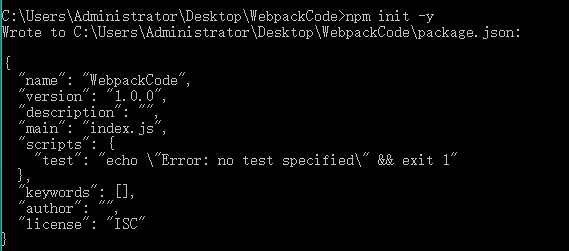 C:\Users\Administrator\Desktop\WebpackCode>npm init -y
Wrote to C:\Users\Administrator\Desktop\WebpackCode\package.json:
{
  "name": "WebpackCode",
  "version": "1.0.0",
  "description": "",
  "main": "index.js",
  "scripts": {
    "test": "echo \"Error: no test specified\" && exit 1"
  },
  "keywords": [],
  "author": "",
  "license": "ISC"
}